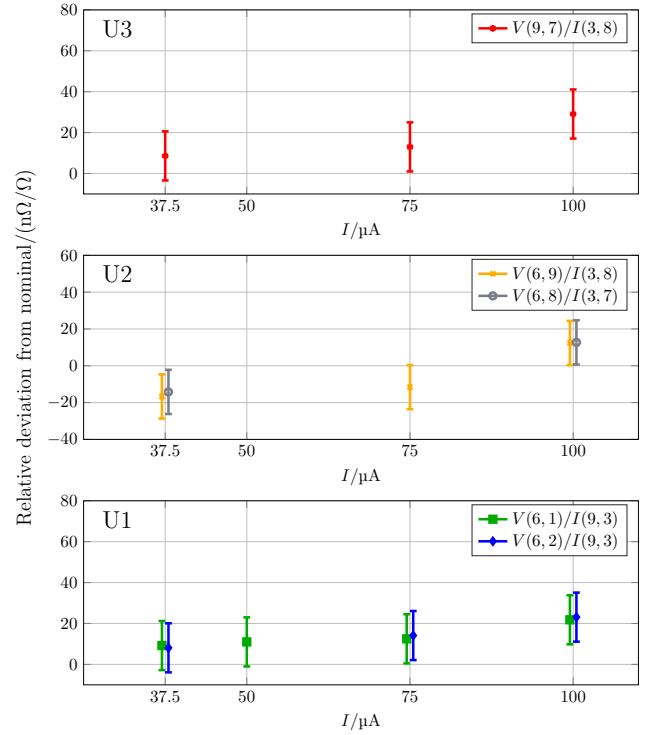 Relative deviation from nominal/(nΩ/Ω)
U3
V(9, 7)/I(3, 8)
80
60
40
20
0
37.5 50 75 100
I/µA
U2
V(6, 9)/I(3, 8)
V(6, 8)/I(3, 7)
60
40
20
0
−20
−40
37.5 50 75 100
I/µA
U1
V(6, 1)/I(9, 3)
V(6, 2)/I(9, 3)
80
60
40
20
0
37.5 50 75 100
I/µA